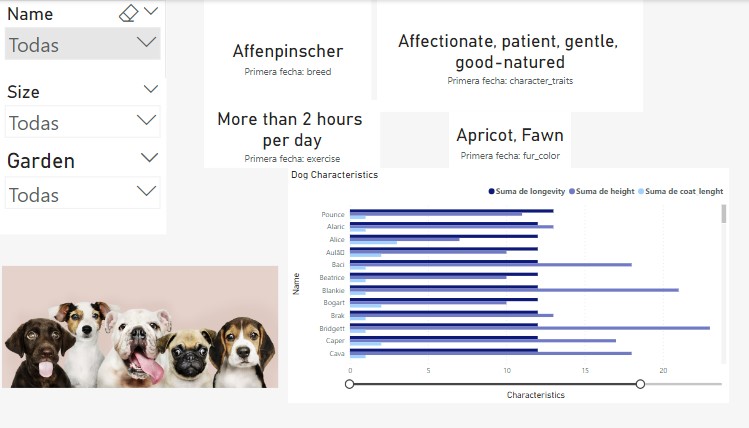 Name
Todas
Size
Todas
Garden
Todas
Affenpinscher
Primera fecha: breed
Affectionate, patient, gentle,
good-natured
Primera fecha: character_traits
More than 2 hours
per day
Primera fecha: exercise
Apricot, Fawn
Primera fecha: fur_color
Dog Characteristics
Suma de longevity Suma de height Suma de coat lenght
Name
Pounce
Alaric
Alice
Baci
Beatrice
Blankie
Bogart
Brak
Bridgett
Caper
Cava
0 5 10 15 20
Characteristics